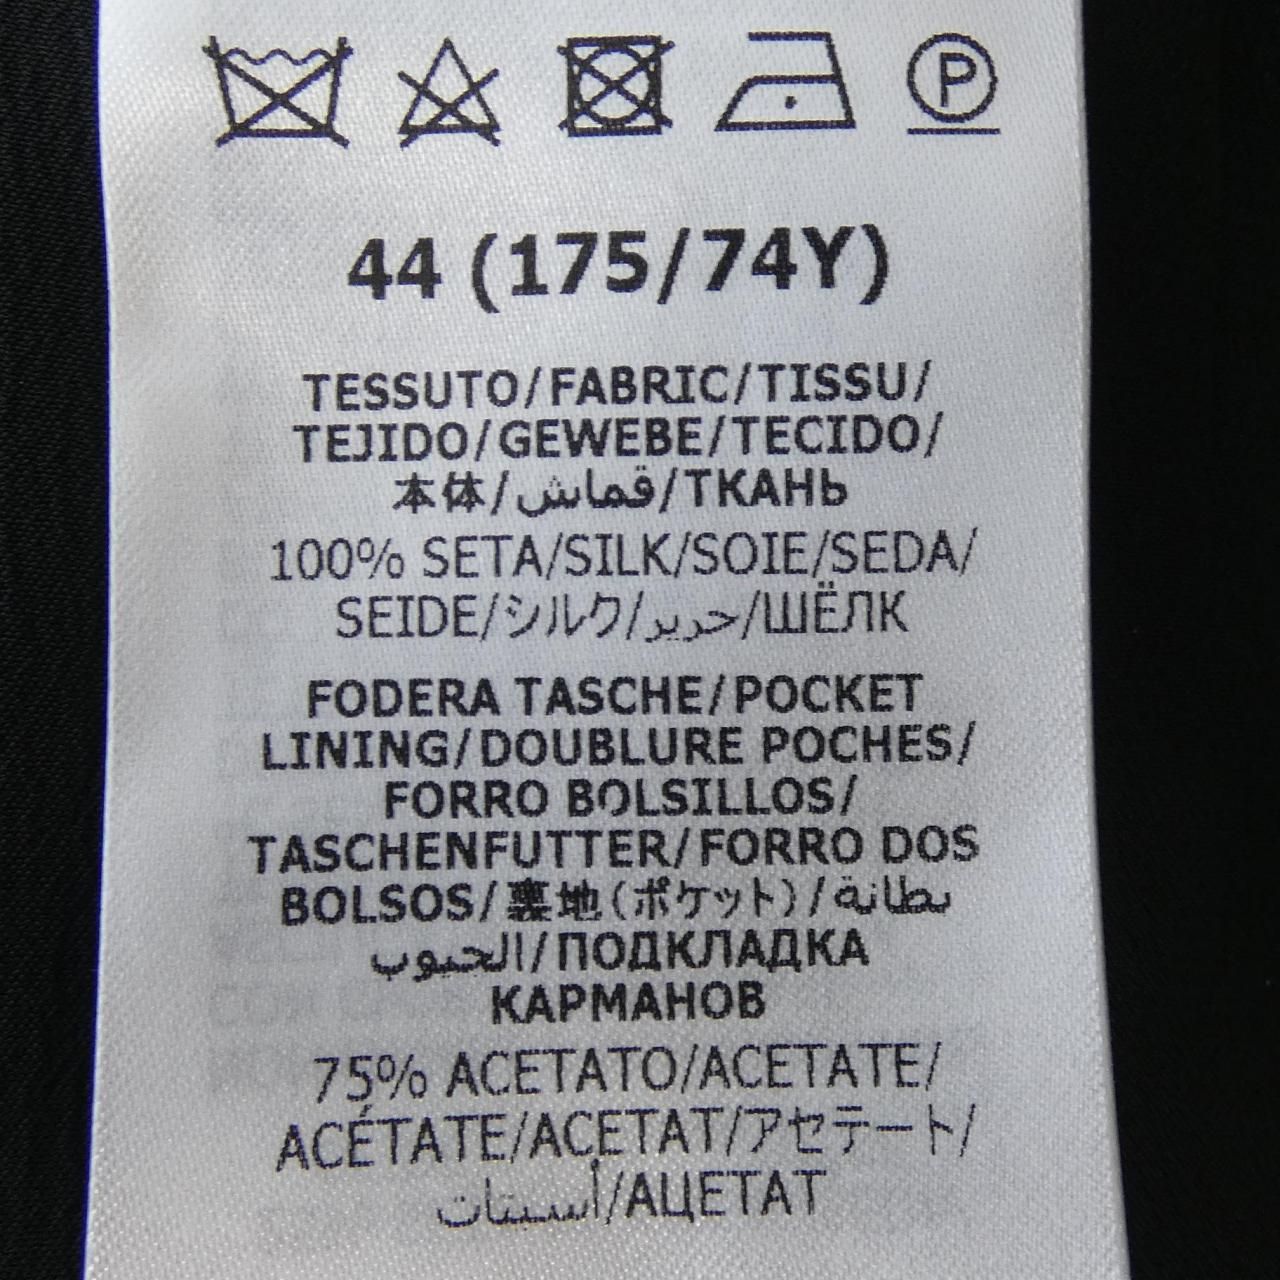 P
44 (175/74Y)
TESSUTO/FABRIC/TISSU/
TEJIDO/GEWEBE/TECIDO/
本体/قماش/ТКАНЬ
100% SETA/SILK/SOIE/SEDA/
SEIDE/シルク/حرير/ШЁЛК
FODERA TASCHE/POCKET
LINING/DOUBLURE POCHES/
FORRO BOLSILLOS/
TASCHENFUTTER/FORRO DOS
BOLSOS/裏地(ポケット)/بطانة
الجيوب/ПОДКЛАДКА
КАРМАНОВ
75% ACETATO/ACETATE/
ACÉTATE/ACETAT/アセテート/
أسيتات/АЦЕТАТ